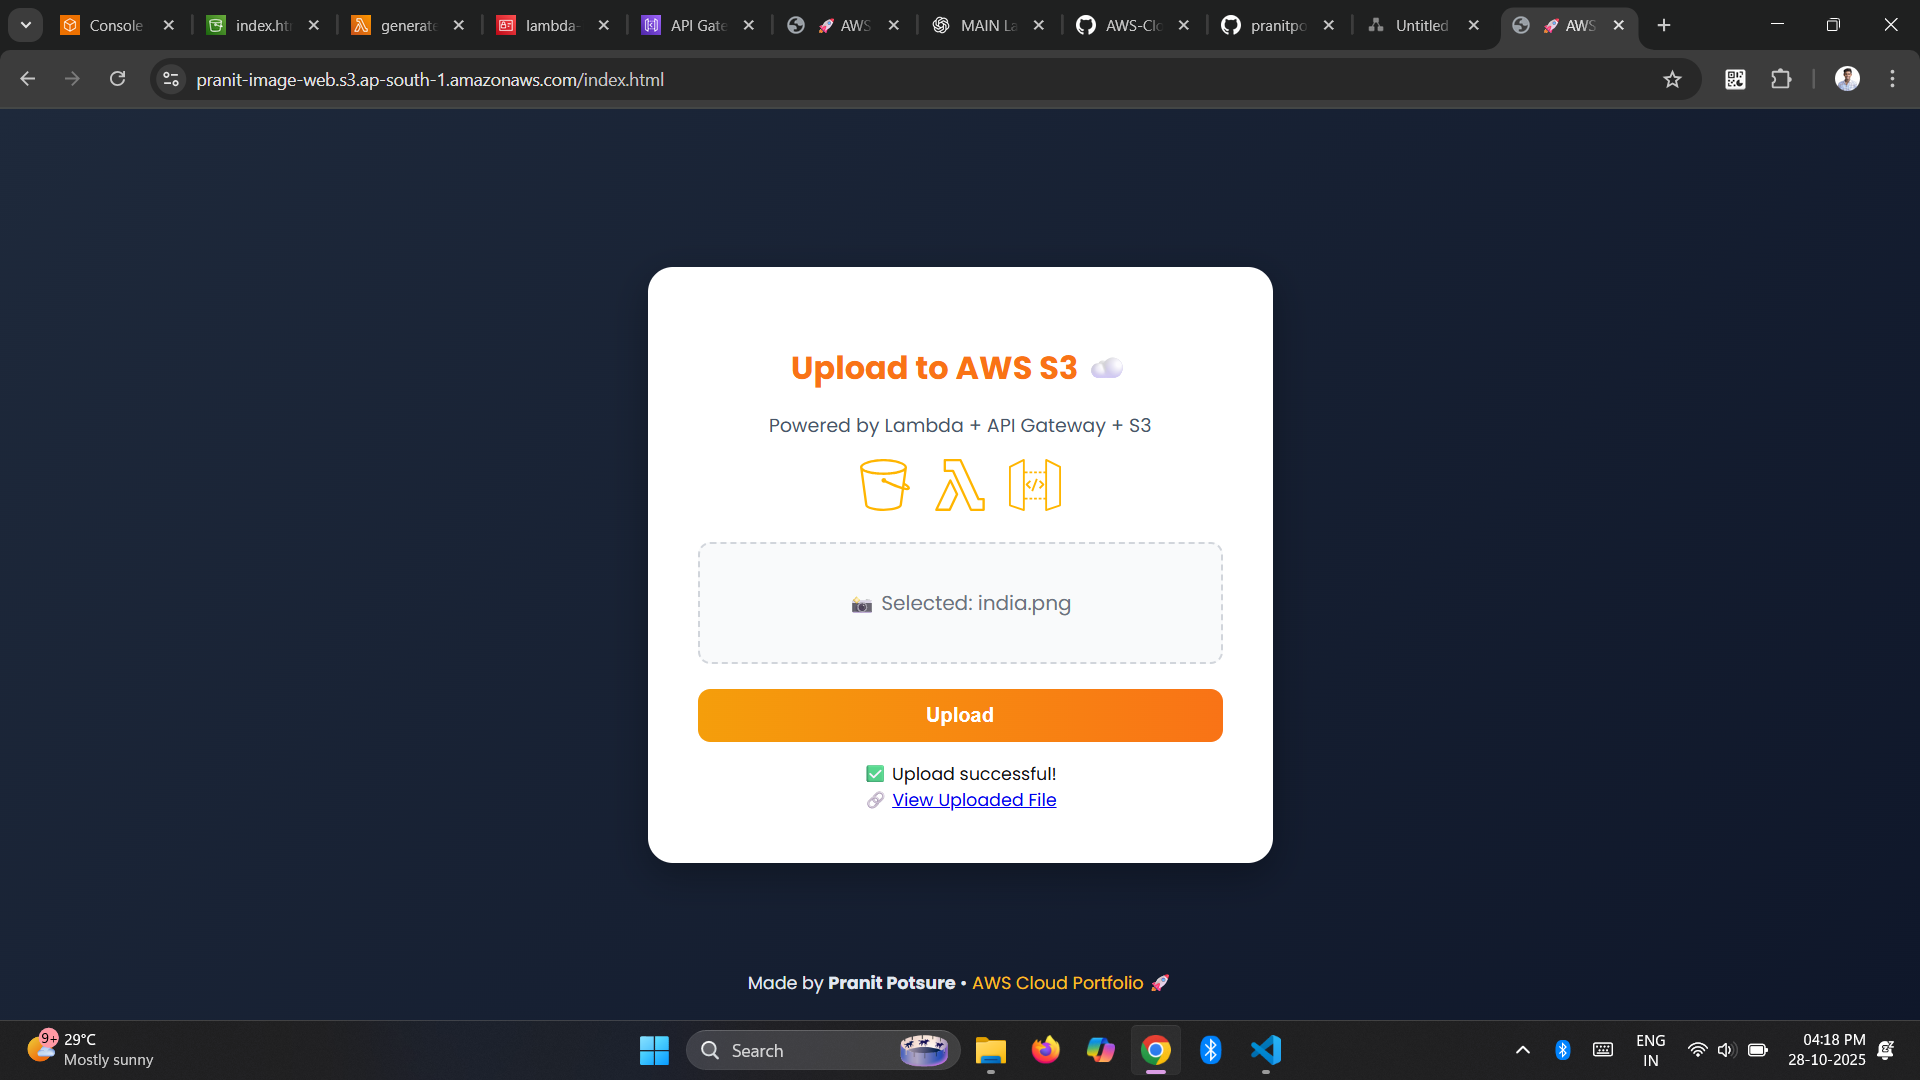 Console
index.ht
generate
lambda-
API Gate
🚀 AWS
MAIN La
AWS-Clo
pranitpo
Untitled
🚀 AWS
pranit-image-web.s3.ap-south-1.amazonaws.com/index.html
Upload to AWS S3 ☁️
Powered by Lambda + API Gateway + S3
</>
📸 Selected: india.png
Upload
✅ Upload successful!
🔗 View Uploaded File
Made by Pranit Potsure • AWS Cloud Portfolio 🚀
9+
29°C
Mostly sunny
Search
ENG
IN
04:18 PM
28-10-2025